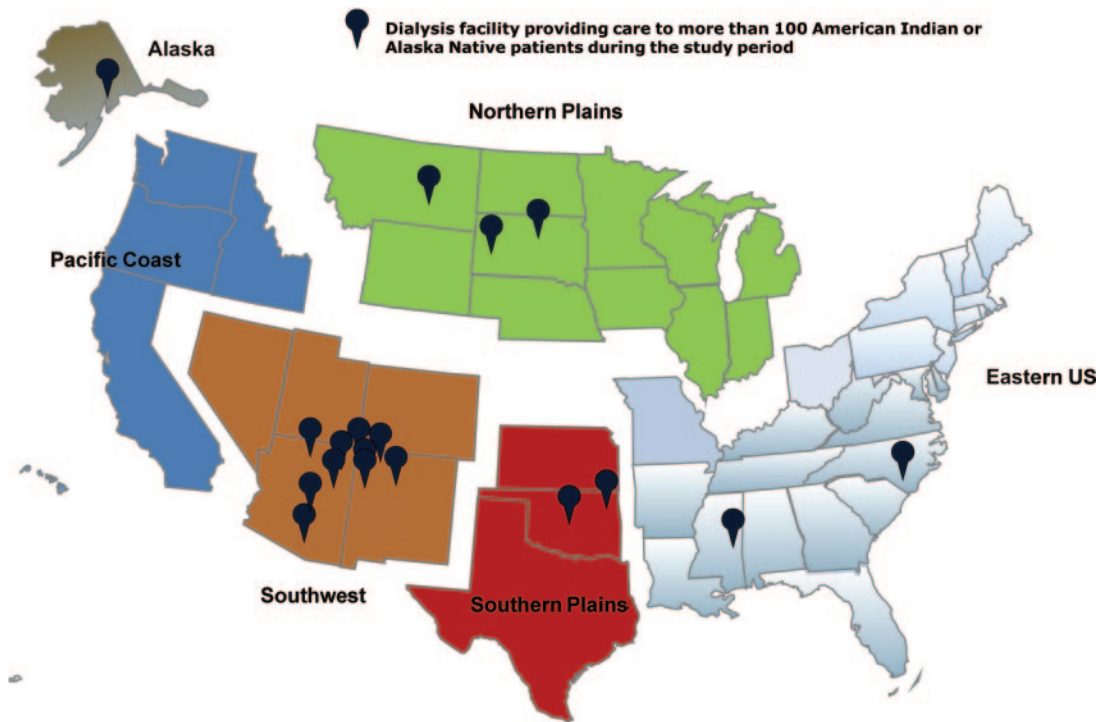 Dialysis facility providing care to more than 100 American Indian or
Alaska Native patients during the study period
Alaska
Northern Plains
Pacific Coast
Eastern US
Southwest
Southern Plains